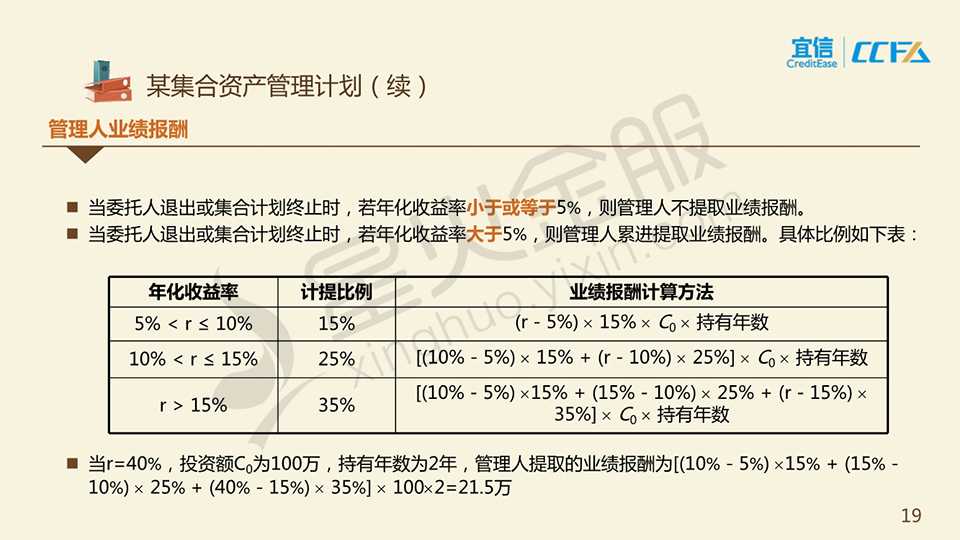 宜信
CreditEase
CCFA
某集合资产管理计划（续）
管理人业绩报酬
■ 当委托人退出或集合计划终止时，若年化收益率小于或等于5%，则管理人不提取业绩报酬。
■ 当委托人退出或集合计划终止时，若年化收益率大于5%，则管理人累进提取业绩报酬。具体比例如下表：
年化收益率 计提比例 业绩报酬计算方法
5% < r ≤ 10% 15% (r - 5%) × 15% × C₀ × 持有年数
10% < r ≤ 15% 25% [(10% - 5%) × 15% + (r - 10%) × 25%] × C₀ × 持有年数
r > 15% 35% [(10% - 5%) ×15% + (15% - 10%) × 25% + (r - 15%) ×
35%] × C₀ × 持有年数
■ 当r=40%，投资额C₀为100万，持有年数为2年，管理人提取的业绩报酬为[(10% - 5%) ×15% + (15% -
10%) × 25% + (40% - 15%) × 35%] × 100×2=21.5万
星火金服
xinghuo.yixin.com
19